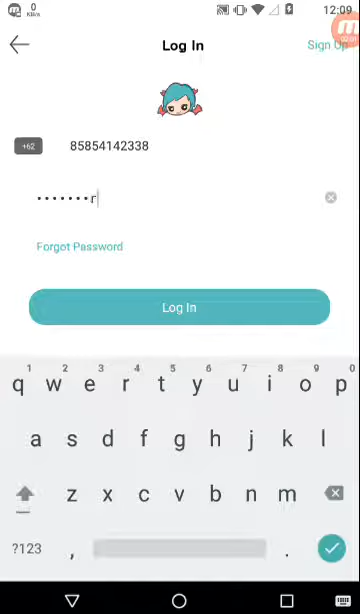 0
KB/s
12:09
Log In
Sign Up
+62
85854142338
•••••••r
Forgot Password
Log In
1 2 3 4 5 6 7 8 9 0
q w e r t y u i o p
a s d f g h j k l
z x c v b n m
?123 , .